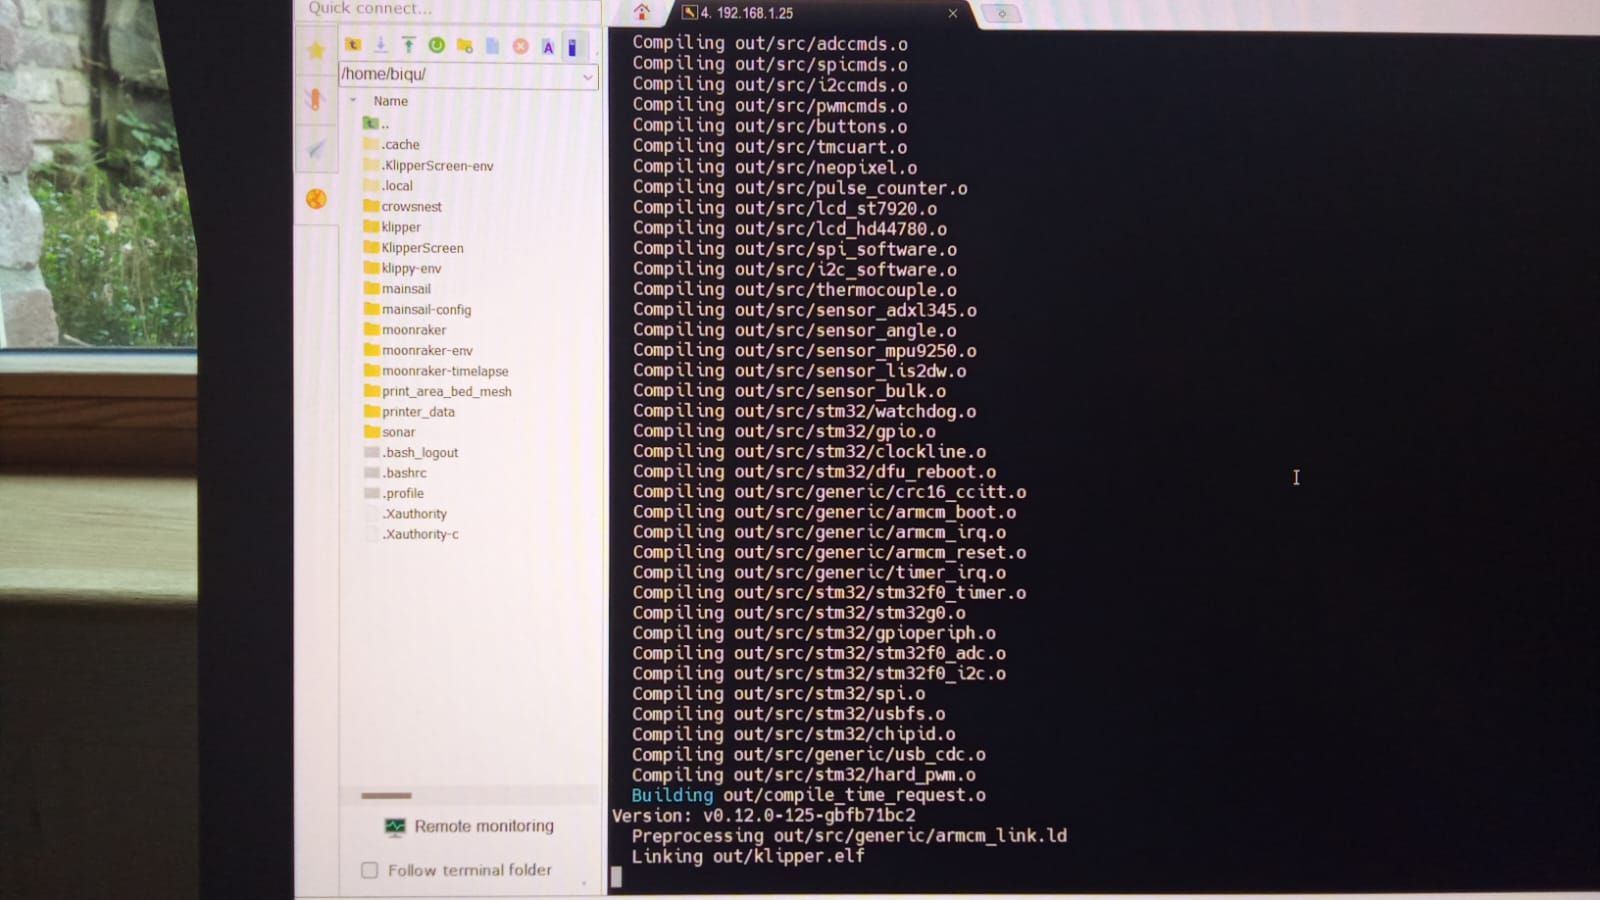 Quick connect...
4. 192.168.1.25
/home/biqu/
Name
..
.cache
.KlipperScreen-env
.local
crowsnest
klipper
KlipperScreen
klippy-env
mainsail
mainsail-config
moonraker
moonraker-env
moonraker-timelapse
print_area_bed_mesh
printer_data
sonar
.bash_logout
.bashrc
.profile
.Xauthority
.Xauthority-c
Remote monitoring
Follow terminal folder
Compiling out/src/adccmds.o
Compiling out/src/spicmds.o
Compiling out/src/i2ccmds.o
Compiling out/src/pwmcmds.o
Compiling out/src/buttons.o
Compiling out/src/tmcuart.o
Compiling out/src/neopixel.o
Compiling out/src/pulse_counter.o
Compiling out/src/lcd_st7920.o
Compiling out/src/lcd_hd44780.o
Compiling out/src/spi_software.o
Compiling out/src/i2c_software.o
Compiling out/src/thermocouple.o
Compiling out/src/sensor_adxl345.o
Compiling out/src/sensor_angle.o
Compiling out/src/sensor_mpu9250.o
Compiling out/src/sensor_lis2dw.o
Compiling out/src/sensor_bulk.o
Compiling out/src/stm32/watchdog.o
Compiling out/src/stm32/gpio.o
Compiling out/src/stm32/clockline.o
Compiling out/src/stm32/dfu_reboot.o
Compiling out/src/generic/crc16_ccitt.o
Compiling out/src/generic/armcm_boot.o
Compiling out/src/generic/armcm_irq.o
Compiling out/src/generic/armcm_reset.o
Compiling out/src/generic/timer_irq.o
Compiling out/src/stm32/stm32f0_timer.o
Compiling out/src/stm32/stm32g0.o
Compiling out/src/stm32/gpioperiph.o
Compiling out/src/stm32/stm32f0_adc.o
Compiling out/src/stm32/stm32f0_i2c.o
Compiling out/src/stm32/spi.o
Compiling out/src/stm32/usbfs.o
Compiling out/src/stm32/chipid.o
Compiling out/src/generic/usb_cdc.o
Compiling out/src/stm32/hard_pwm.o
Building out/compile_time_request.o
Version: v0.12.0-125-gbfb71bc2
Preprocessing out/src/generic/armcm_link.ld
Linking out/klipper.elf